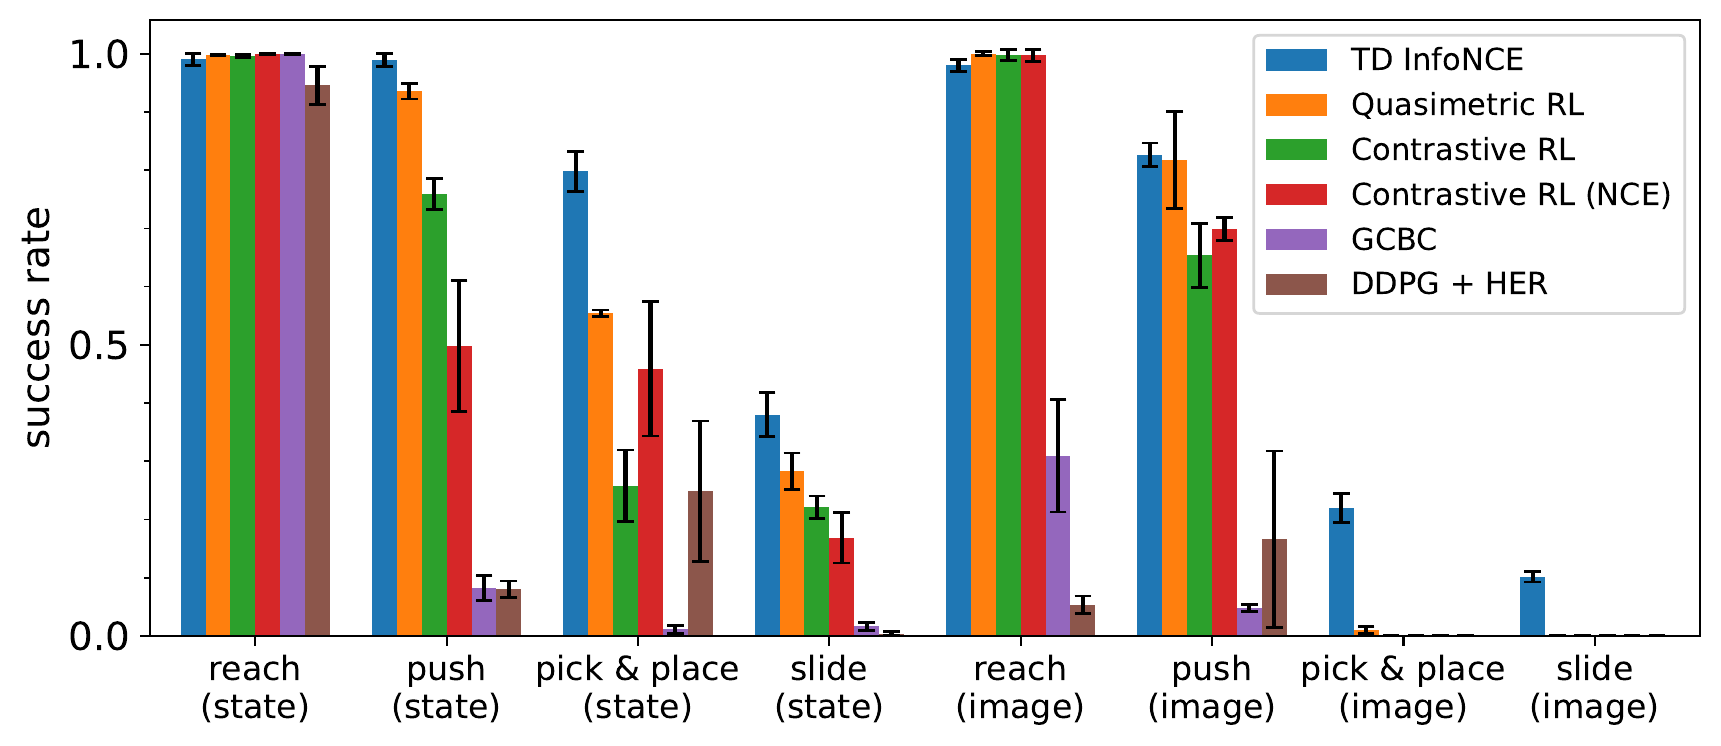 success rate
1.0
0.5
0.0
TD InfoNCE
Quasimetric RL
Contrastive RL
Contrastive RL (NCE)
GCBC
DDPG + HER
reach
(state)
push
(state)
pick & place
(state)
slide
(state)
reach
(image)
push
(image)
pick & place
(image)
slide
(image)